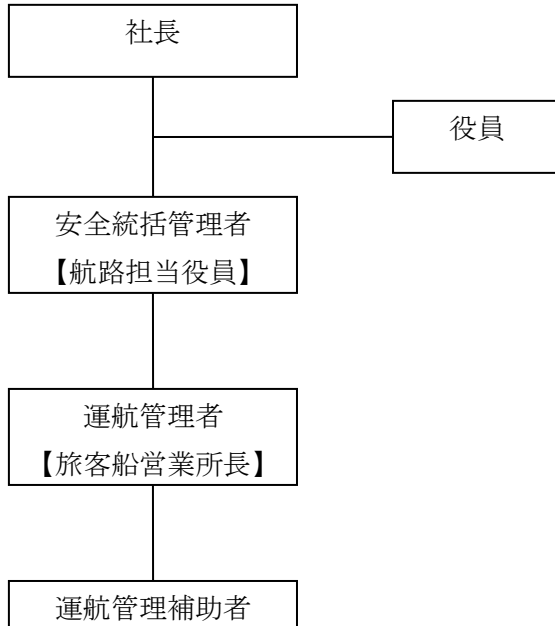 社長
役員
安全統括管理者
【航路担当役員】
運航管理者
【旅客船営業所長】
運航管理補助者